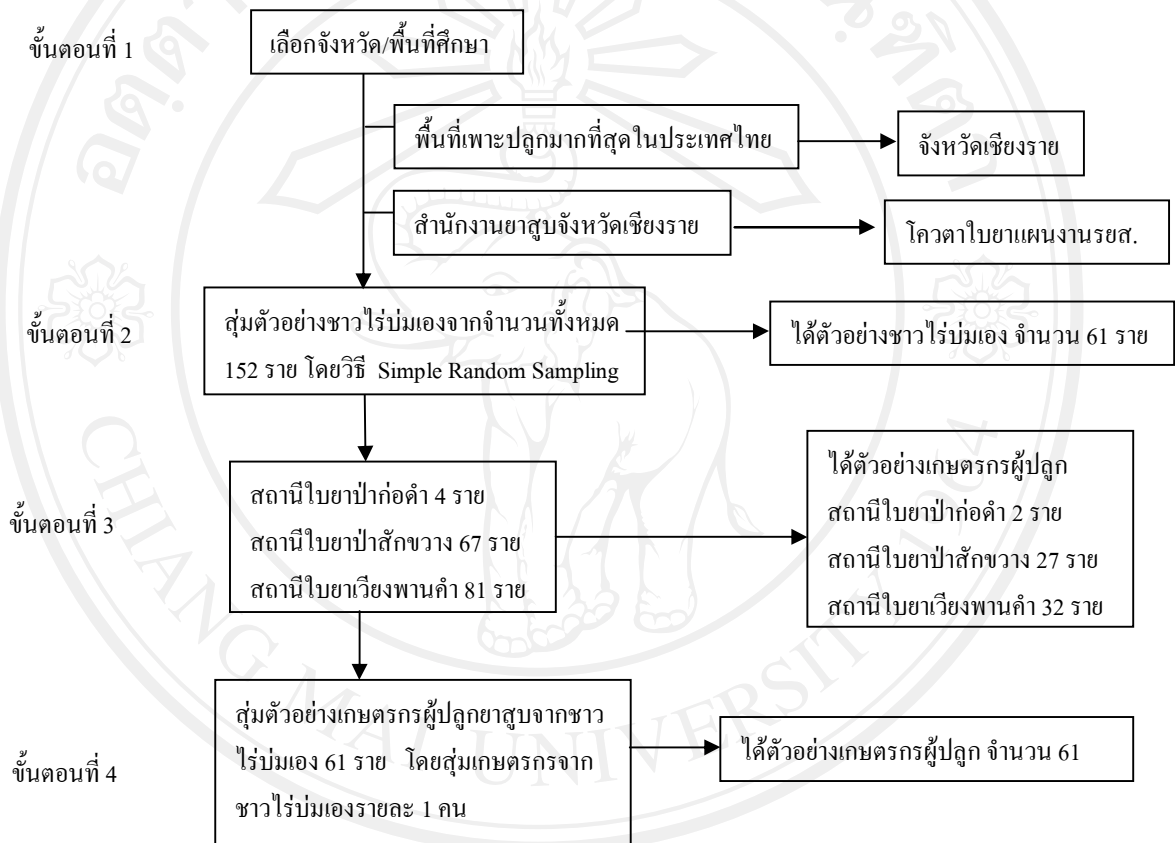 ขั้นตอนที่ 1
เลือกจังหวัด/พื้นที่ศึกษา
พื้นที่เพาะปลูกมากที่สุดในประเทศไทย
จังหวัดเชียงราย
สำนักงานยาสูบจังหวัดเชียงราย
โควตาใบยาแผนงานรยส.
ขั้นตอนที่ 2
สุ่มตัวอย่างชาวไร่บ่มเองจากจำนวนทั้งหมด
152 ราย โดยวิธี Simple Random Sampling
ได้ตัวอย่างชาวไร่บ่มเอง จำนวน 61 ราย
ขั้นตอนที่ 3
สถานีใบยาป่าก่อดำ 4 ราย
สถานีใบยาป่าสักขวาง 67 ราย
สถานีใบยาเวียงพานคำ 81 ราย
ได้ตัวอย่างเกษตรกรผู้ปลูก
สถานีใบยาป่าก่อดำ 2 ราย
สถานีใบยาป่าสักขวาง 27 ราย
สถานีใบยาเวียงพานคำ 32 ราย
ขั้นตอนที่ 4
สุ่มตัวอย่างเกษตรกรผู้ปลูกยาสูบจากชาว
ไร่บ่มเอง 61 ราย โดยสุ่มเกษตรกรจาก
ชาวไร่บ่มเองรายละ 1 คน
ได้ตัวอย่างเกษตรกรผู้ปลูก จำนวน 61
CHIANG MAI UNIVERSITY 1964